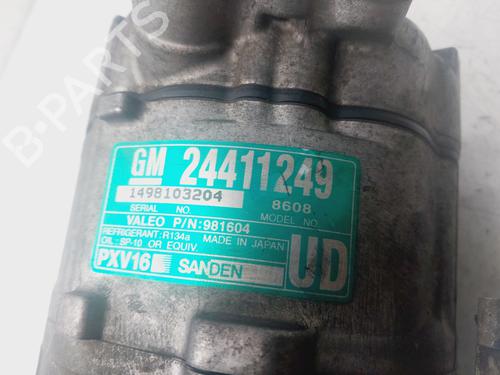 B-PARTS
GM 24411249
1498103204 8608
SERIAL NO. MODEL NO.
VALEO P/N:981604
REFRIGERANT:R134a MADE IN JAPAN
OIL:SP-10 OR EQUIV.
PXV16 SANDEN UD